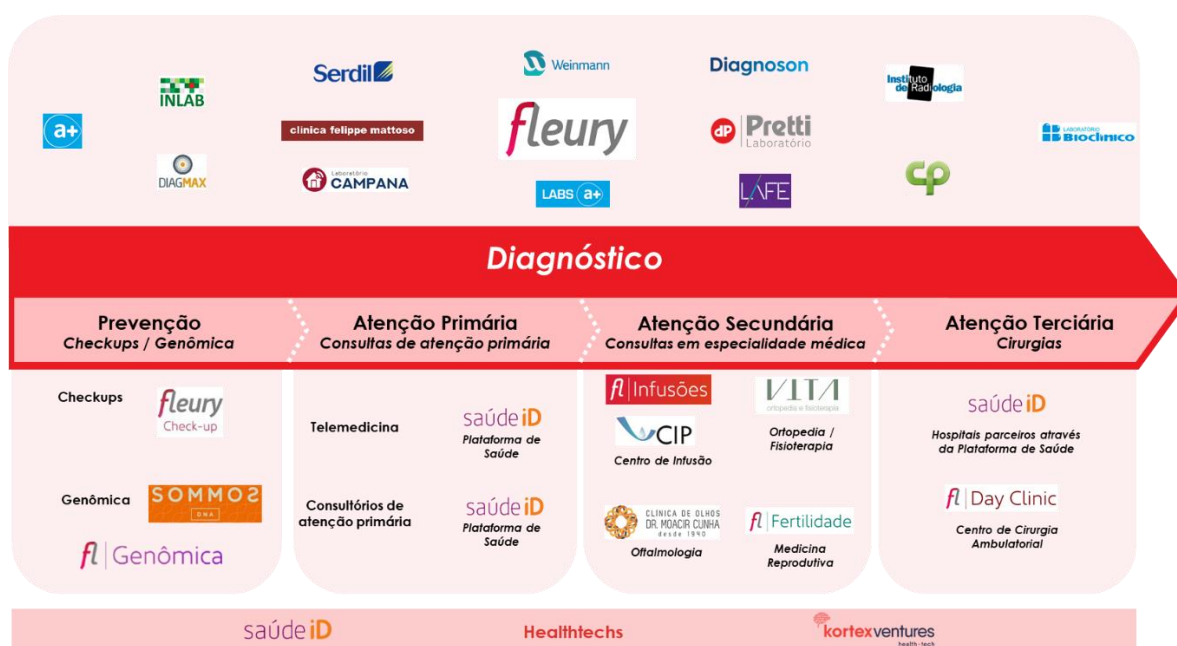 a+
INLAB
DIAGMAX
Serdil
clinica felippe mattoso
Laboratório
CAMPANA
Weinmann
fleury
LABS a+
Diagnoson
dP Pretti
Laboratório
LAFE
Instituto
de Radiologia
cp
LABORATÓRIO
Bioclínico
Diagnóstico
Prevenção
Checkups / Genômica
Atenção Primária
Consultas de atenção primária
Atenção Secundária
Consultas em especialidade médica
Atenção Terciária
Cirurgias
Checkups
fleury
Check-up
Genômica
SOMMOS
DNA
fl Genômica
Telemedicina
saúde iD
Plataforma de
Saúde
Consultórios de
atenção primária
saúde iD
Plataforma de
Saúde
fl Infusões
CIP
Centro de Infusão
VITA
ortopedia e fisioterapia
Ortopedia /
Fisioterapia
CLINICA DE OLHOS
DR. MOACIR CUNHA
desde 1940
Oftalmologia
fl Fertilidade
Medicina
Reprodutiva
saúde iD
Hospitais parceiros através
da Plataforma de Saúde
fl Day Clinic
Centro de Cirurgia
Ambulatorial
saúde iD
Healthtechs
kortexventures
health-tech